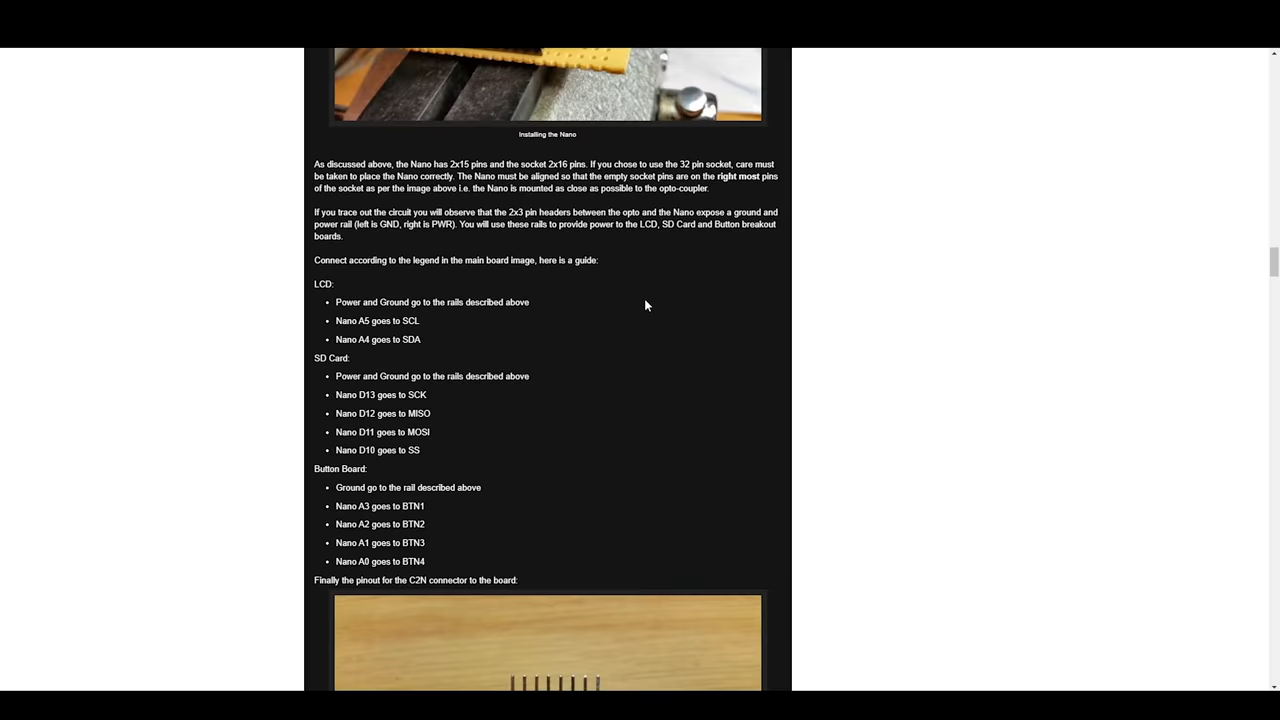 Installing the Nano
As discussed above, the Nano has 2x15 pins and the socket 2x16 pins. If you chose to use the 32 pin socket, care must
be taken to place the Nano correctly. The Nano must be aligned so that the empty socket pins are on the right most pins
of the socket as per the image above i.e. the Nano is mounted as close as possible to the opto-coupler.
If you trace out the circuit you will observe that the 2x3 pin headers between the opto and the Nano expose a ground and
power rail (left is GND, right is PWR). You will use these rails to provide power to the LCD, SD Card and Button breakout
boards.
Connect according to the legend in the main board image, here is a guide:
LCD:
• Power and Ground go to the rails described above
• Nano A5 goes to SCL
• Nano A4 goes to SDA
SD Card:
• Power and Ground go to the rails described above
• Nano D13 goes to SCK
• Nano D12 goes to MISO
• Nano D11 goes to MOSI
• Nano D10 goes to SS
Button Board:
• Ground go to the rail described above
• Nano A3 goes to BTN1
• Nano A2 goes to BTN2
• Nano A1 goes to BTN3
• Nano A0 goes to BTN4
Finally the pinout for the C2N connector to the board: